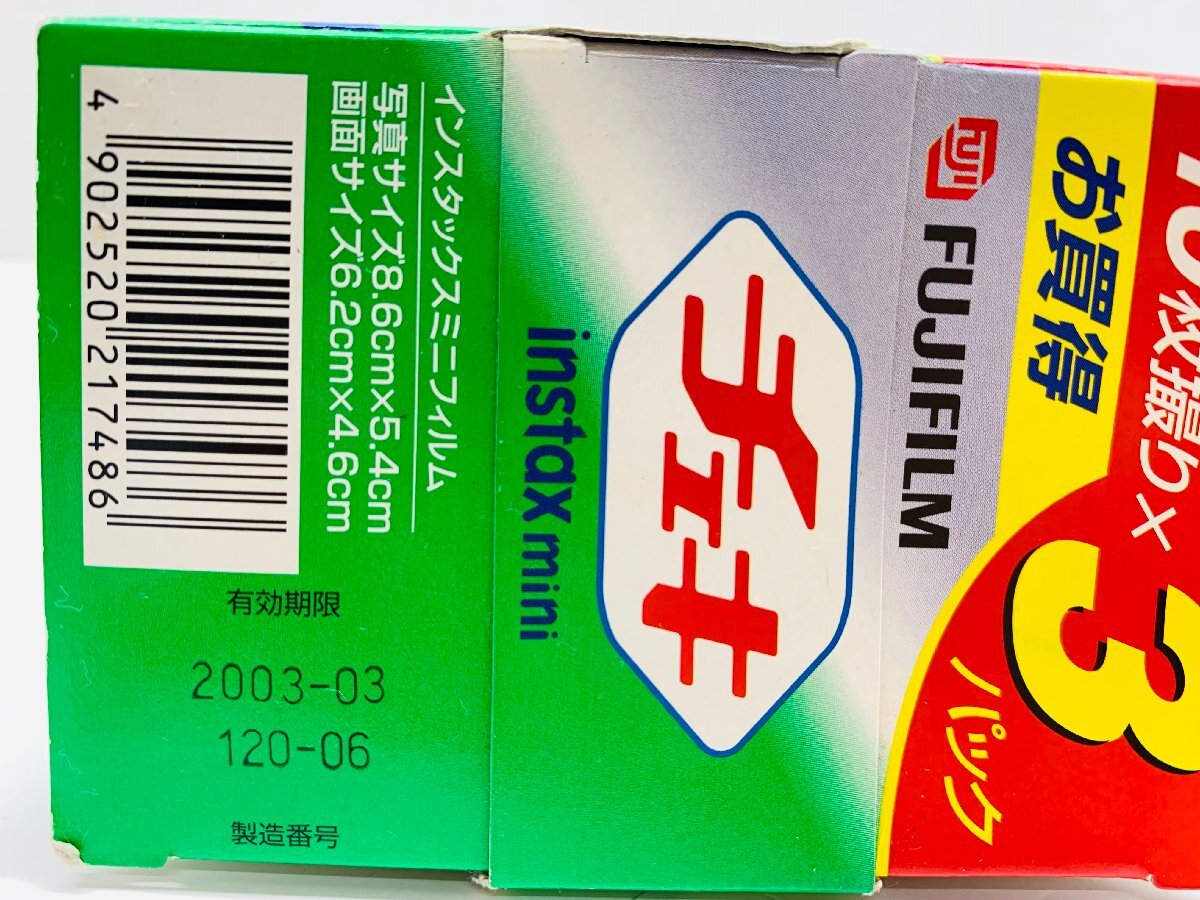 インスタックスミニフィルム
写真サイズ8.6cm×5.4cm
画面サイズ6.2cm×4.6cm
4 902520 217486
有効期限
2003-03
120-06
製造番号
チェキ
instax mini
FUJI
FUJIFILM
お買得
10枚撮り×
3
パック